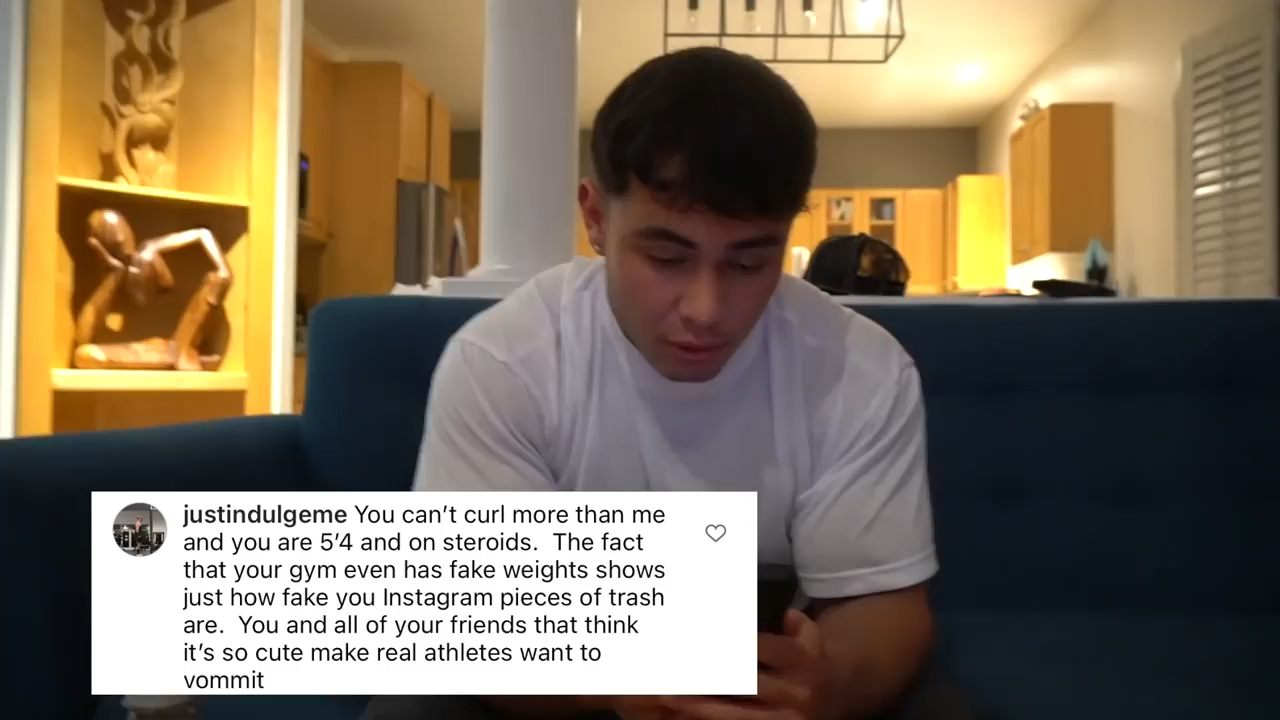 justindulgeme You can’t curl more than me
and you are 5’4 and on steroids.  The fact
that your gym even has fake weights shows
just how fake you Instagram pieces of trash
are.  You and all of your friends that think
it’s so cute make real athletes want to
vommit